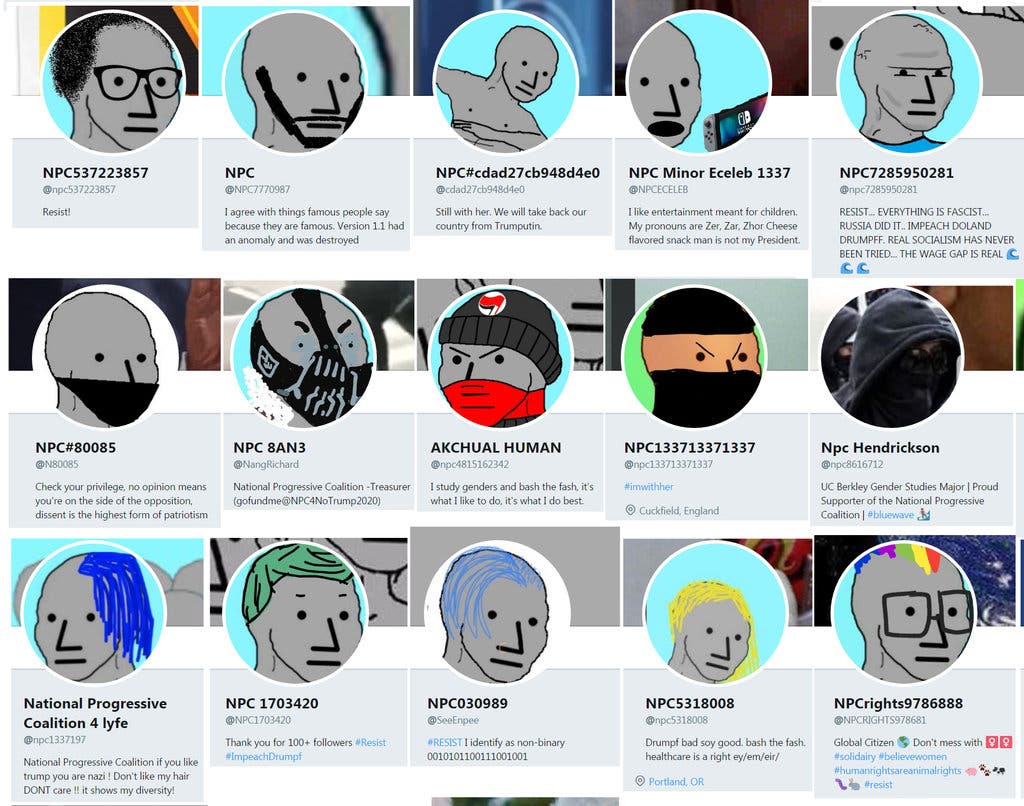 NPC537223857
@npc537223857
Resist!
NPC
@NPC7770987
I agree with things famous people say
because they are famous. Version 1.1 had
an anomaly and was destroyed
NPC#cdad27cb948d4e0
@cdad27cb948d4e0
Still with her. We will take back our
country from Trumputin.
NPC Minor Eceleb 1337
@NPCECELEB
I like entertainment meant for children.
My pronouns are Zer, Zar, Zhor Cheese
flavored snack man is not my President.
NPC7285950281
@npc7285950281
RESIST... EVERYTHING IS FASCIST...
RUSSIA DID IT.. IMPEACH DOLAND
DRUMPFF. REAL SOCIALISM HAS NEVER
BEEN TRIED... THE WAGE GAP IS REAL 🌊
🌊 🌊
NPC#80085
@N80085
Check your privilege, no opinion means
you're on the side of the opposition,
dissent is the highest form of patriotism
NPC 8AN3
@NangRichard
National Progressive Coalition -Treasurer
(gofundme@NPC4NoTrump2020)
AKCHUAL HUMAN
@npc4815162342
I study genders and bash the fash, it's
what I like to do, it's what I do best.
NPC133713371337
@npc133713371337
#imwithher
Cuckfield, England
Npc Hendrickson
@npc8616712
UC Berkley Gender Studies Major | Proud
Supporter of the National Progressive
Coalition | #bluewave
National Progressive
Coalition 4 lyfe
@npc1337197
National Progressive Coalition if you like
trump you are nazi ! Don't like my hair
DONT care !! it shows my diversity!
NPC 1703420
@NPC1703420
Thank you for 100+ followers #Resist
#ImpeachDrumpf
NPC030989
@SeeEnpee
#RESIST I identify as non-binary
0010101100111001001
NPC5318008
@npc5318008
Drumpf bad soy good. bash the fash.
healthcare is a right ey/em/eir/
Portland, OR
NPCrights9786888
@NPCRIGHTS978681
Global Citizen 🌎 Don't mess with 🚺🚺
#solidairy #believewomen
#humanrightsareanimalrights
#resist